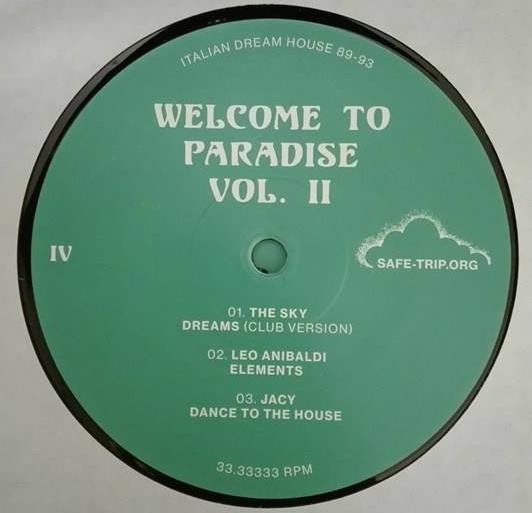 ITALIAN DREAM HOUSE 89-93
WELCOME TO
PARADISE
VOL. II
IV
SAFE-TRIP.ORG
01. THE SKY
DREAMS (CLUB VERSION)
02. LEO ANIBALDI
ELEMENTS
03. JACY
DANCE TO THE HOUSE
33.33333 RPM